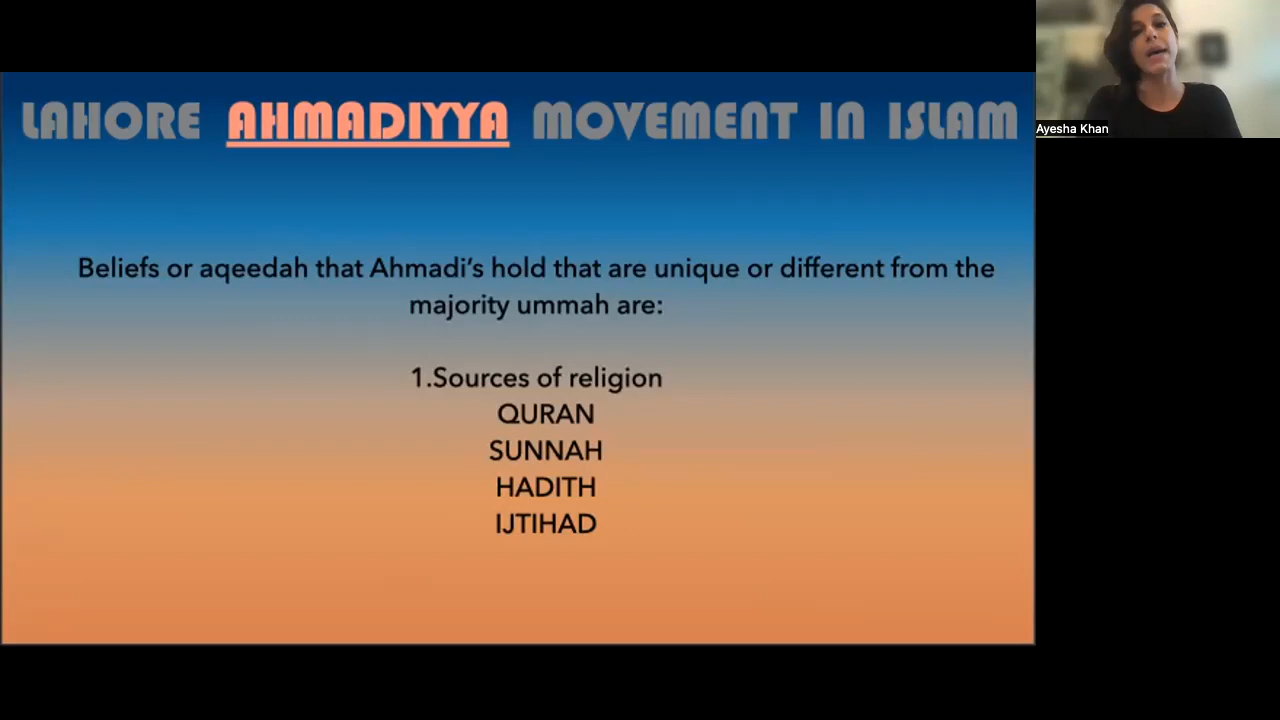 LAHORE AHMADIYYA MOVEMENT IN ISLAM
Beliefs or aqeedah that Ahmadi's hold that are unique or different from the
majority ummah are:
1.Sources of religion
QURAN
SUNNAH
HADITH
IJTIHAD
Ayesha Khan